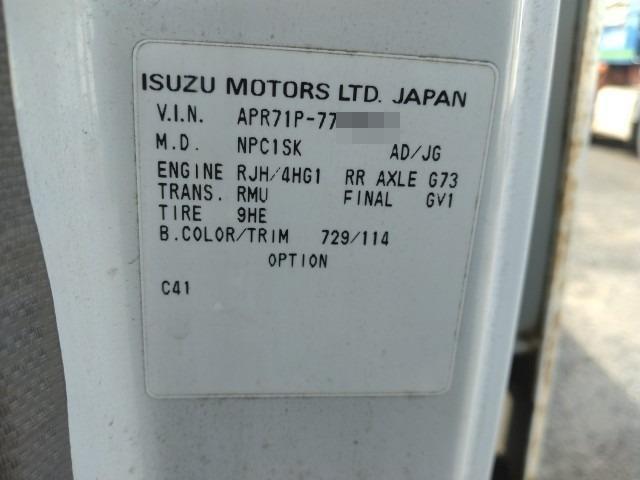 ISUZU MOTORS LTD. JAPAN
V.I.N. APR71P-77
M.D. NPC1SK AD/JG
ENGINE RJH/4HG1 RR AXLE G73
TRANS. RMU FINAL GV1
TIRE 9HE
B.COLOR/TRIM 729/114
OPTION
C41